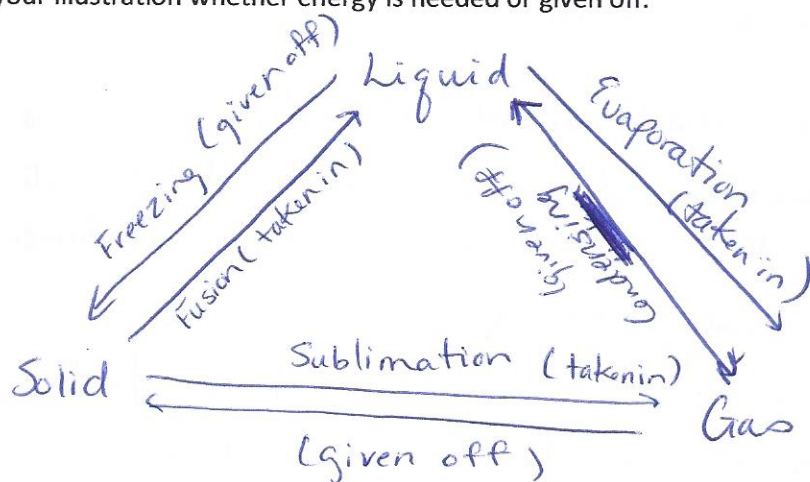 your illustration whether energy is needed or given off.
Liquid
Freezing (given off)
Fusion (taken in)
Evaporation
(taken in)
Condensing
(given off)
Solid
Sublimation (taken in)
(given off)
Gas